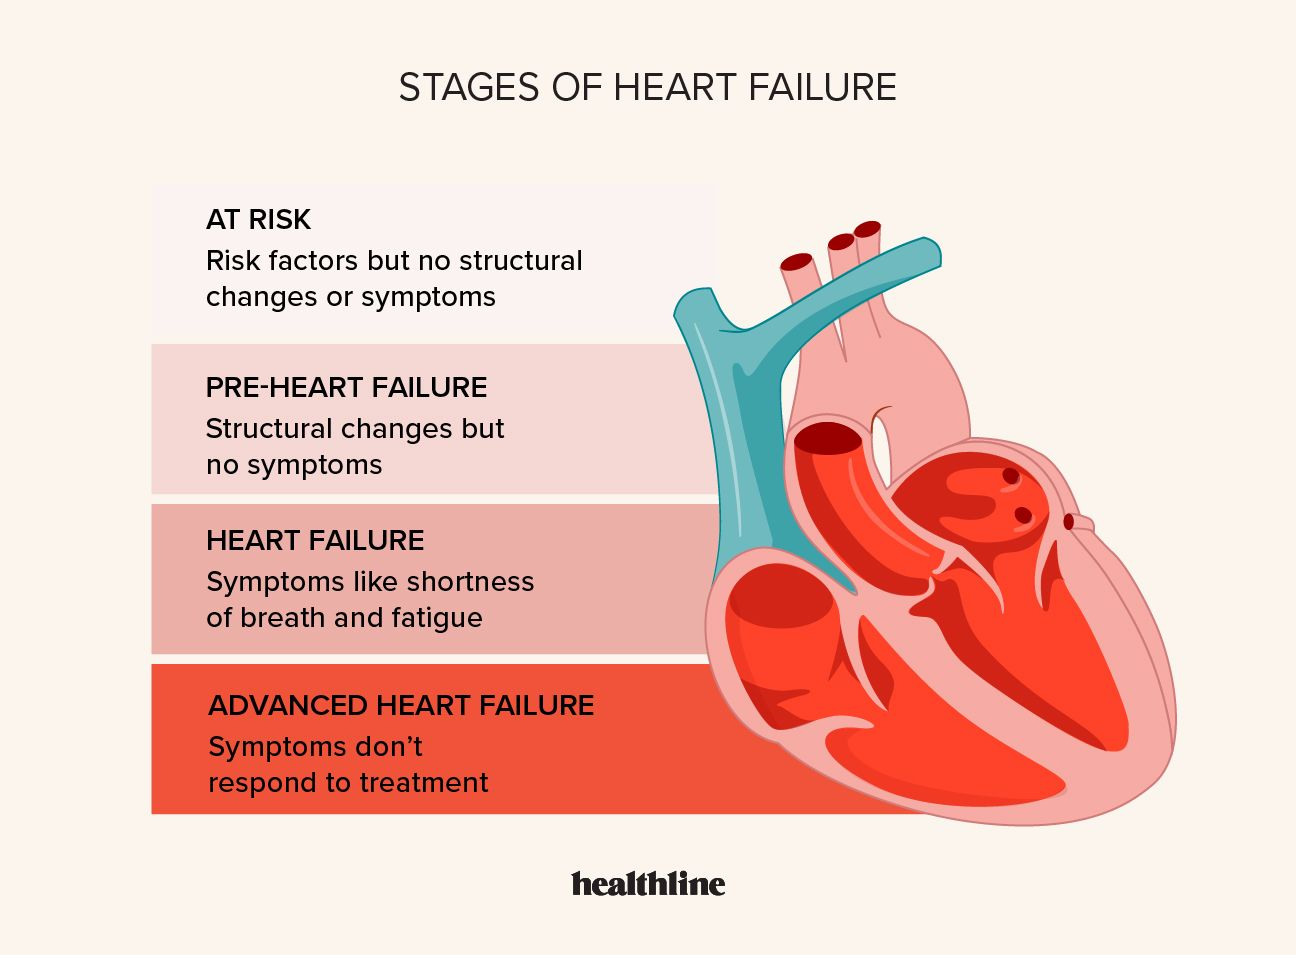 STAGES OF HEART FAILURE
AT RISK
Risk factors but no structural
changes or symptoms
PRE-HEART FAILURE
Structural changes but
no symptoms
HEART FAILURE
Symptoms like shortness
of breath and fatigue
ADVANCED HEART FAILURE
Symptoms don’t
respond to treatment
healthline